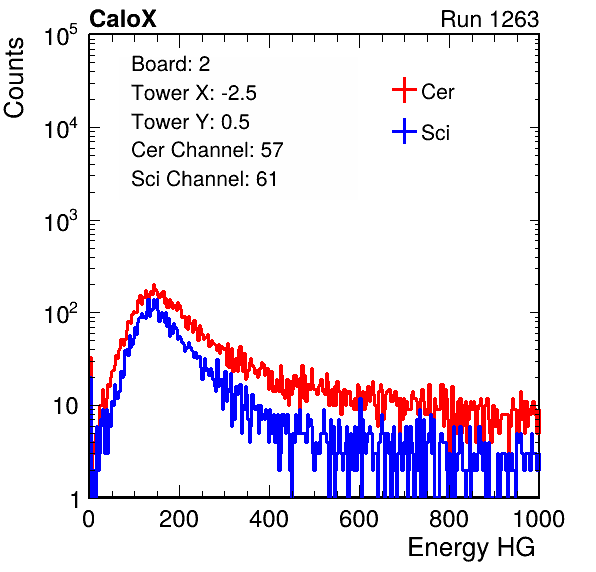 CaloX Run 1263
Counts
Board: 2
Tower X: -2.5
Tower Y: 0.5
Cer Channel: 57
Sci Channel: 61
Cer
Sci
10^5
10^4
10^3
10^2
10
1
0 200 400 600 800 1000
Energy HG